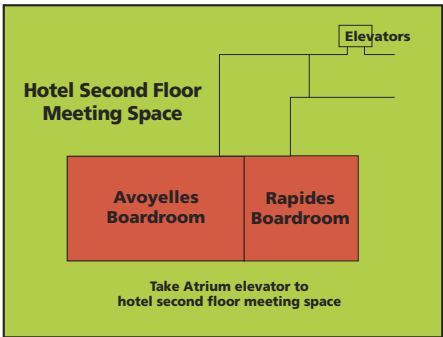 Elevators
Hotel Second Floor
Meeting Space
Avoyelles
Boardroom
Rapides
Boardroom
Take Atrium elevator to
hotel second floor meeting space